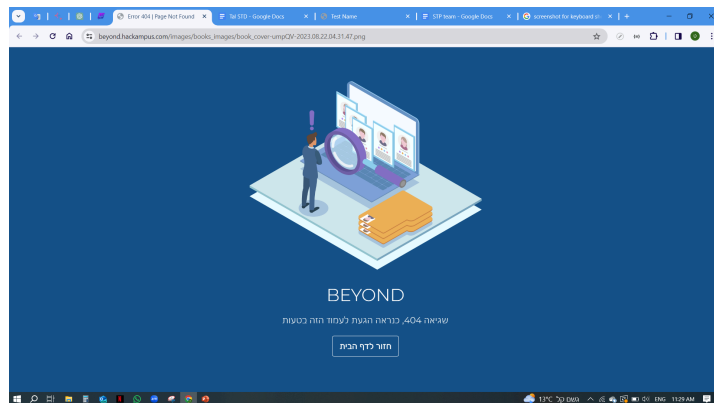 Error 404 | Page Not Found
Tal STD - Google Docs
Test Name
STP team - Google Docs
screenshot for keyboard sh
beyond.hackampus.com/images/books_images/book_cover-umpQV-2023.08.22.04.31.47.png
BEYOND
שגיאה 404, כנראה הגעת לעמוד הזה בטעות
חזור לדף הבית
13°C גשם קל
ENG
11:29 AM